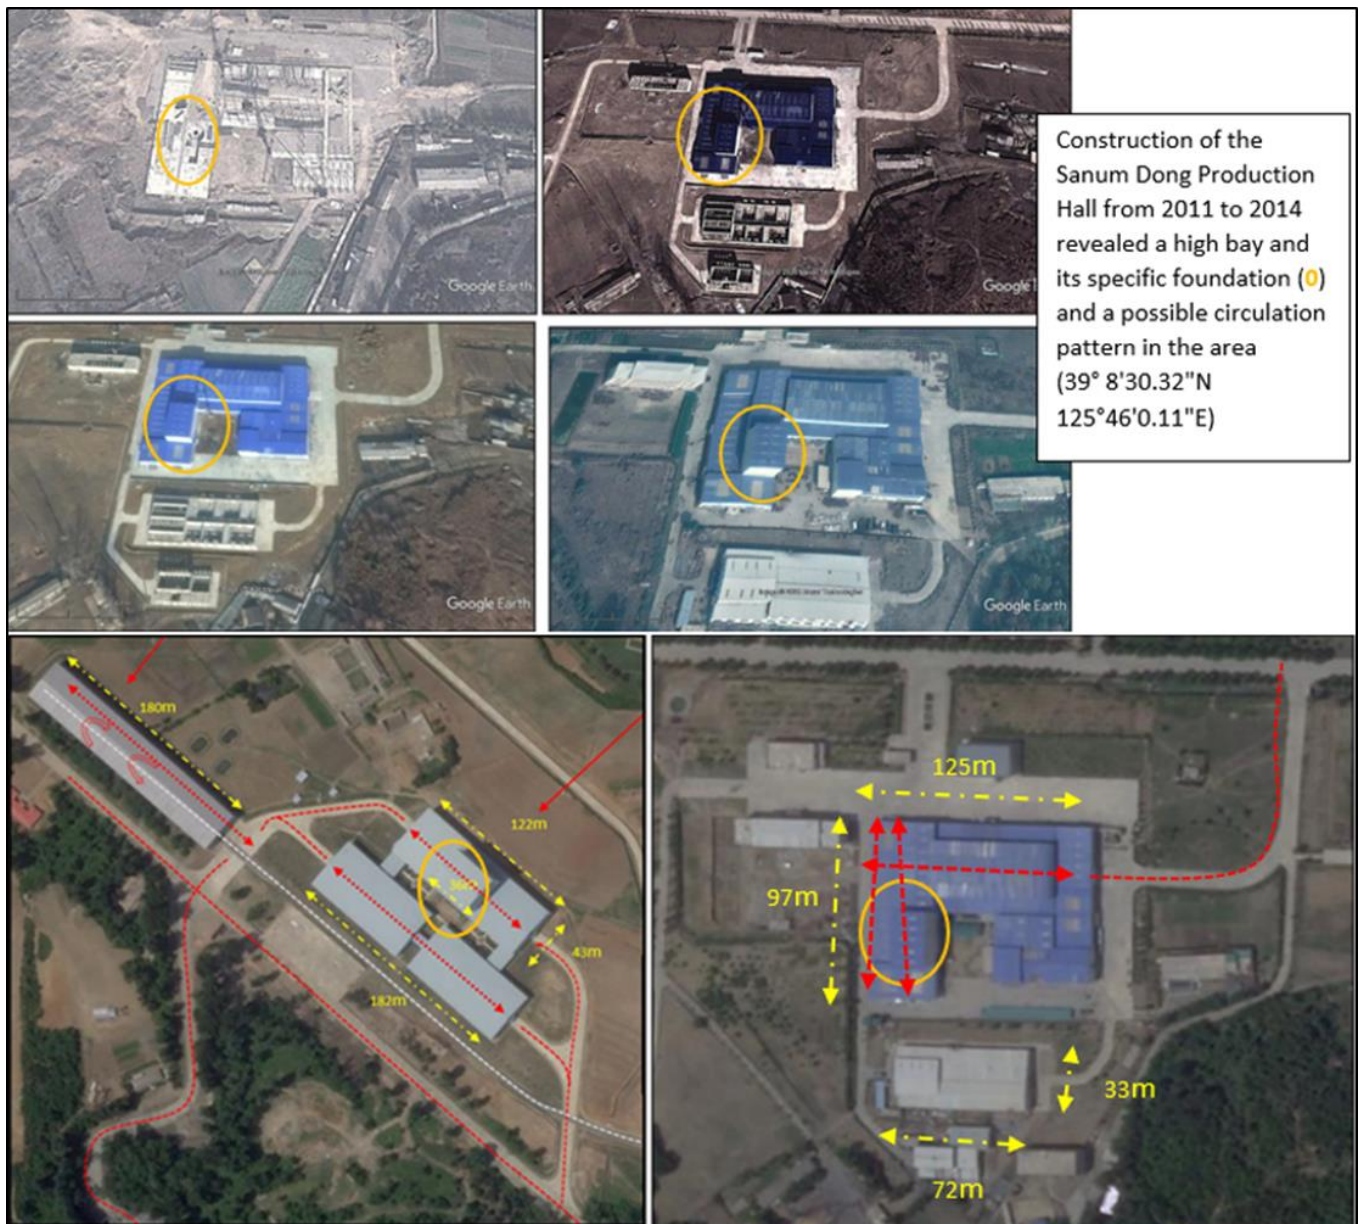 Google Earth
Google
Construction of the
Sanum Dong Production
Hall from 2011 to 2014
revealed a high bay and
its specific foundation (0)
and a possible circulation
pattern in the area
(39° 8'30.32"N
125°46'0.11"E)
Google Earth
Google Earth
180m
122m
36m
43m
182m
125m
97m
33m
72m